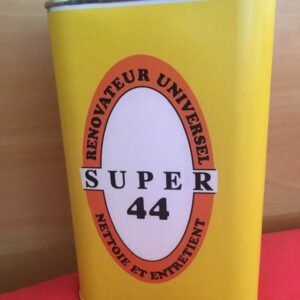 RENOVATEUR UNIVERSEL
SUPER
44
NETTOIE ET ENTRETIENT